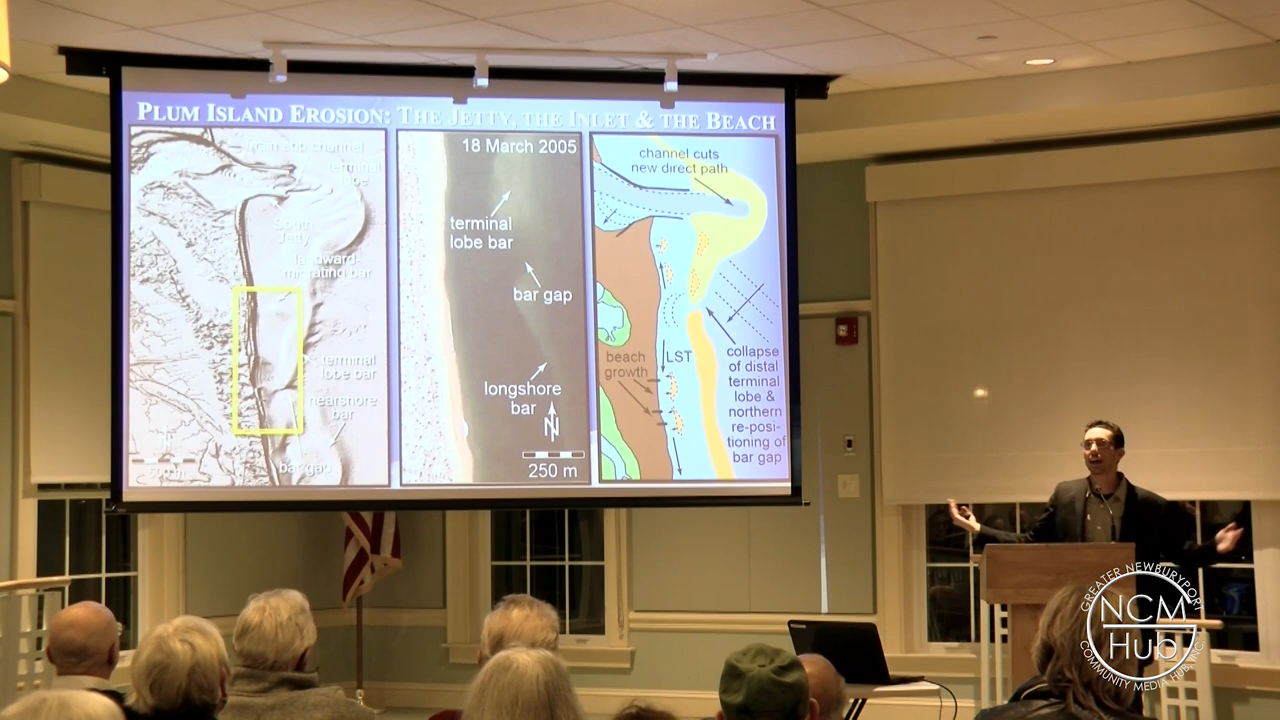 PLUM ISLAND EROSION: THE JETTY, THE INLET & THE BEACH
main ebb channel
terminal
lobe
South
Jetty
landward-
migrating bar
terminal
lobe bar
nearshore
bar
bar gap
18 March 2005
terminal
lobe bar
bar gap
longshore
bar
N
250 m
channel cuts
new direct path
beach
growth
LST
collapse
of distal
terminal
lobe &
northern
re-posi-
tioning of
bar gap
GREATER NEWBURYPORT
NCM
Hub
COMMUNITY MEDIA HUB, INC.